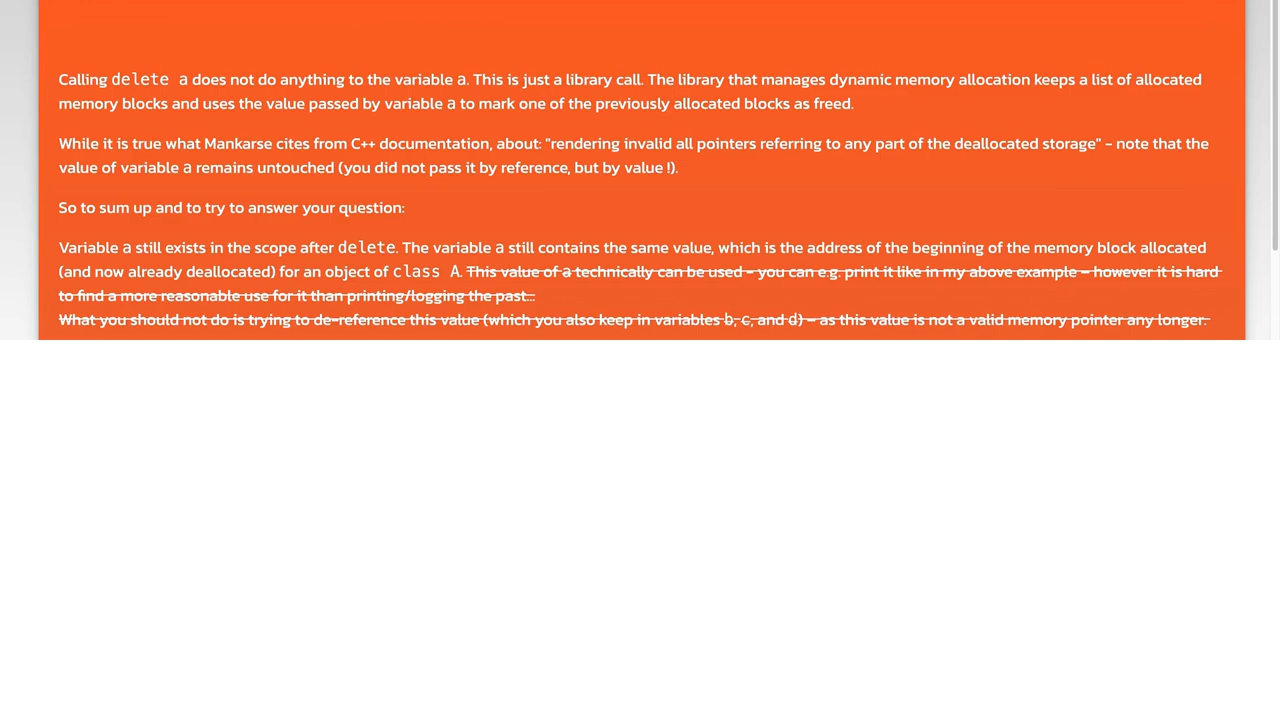 Calling delete a does not do anything to the variable a. This is just a library call. The library that manages dynamic memory allocation keeps a list of allocated
memory blocks and uses the value passed by variable a to mark one of the previously allocated blocks as freed.
While it is true what Mankarse cites from C++ documentation, about: "rendering invalid all pointers referring to any part of the deallocated storage" - note that the
value of variable a remains untouched (you did not pass it by reference, but by value !).
So to sum up and to try to answer your question:
Variable a still exists in the scope after delete. The variable a still contains the same value, which is the address of the beginning of the memory block allocated
(and now already deallocated) for an object of class A. This value of a technically can be used - you can e.g. print it like in my above example – however it is hard
to find a more reasonable use for it than printing/logging the past...
What you should not do is trying to de-reference this value (which you also keep in variables b, c, and d) – as this value is not a valid memory pointer any longer.